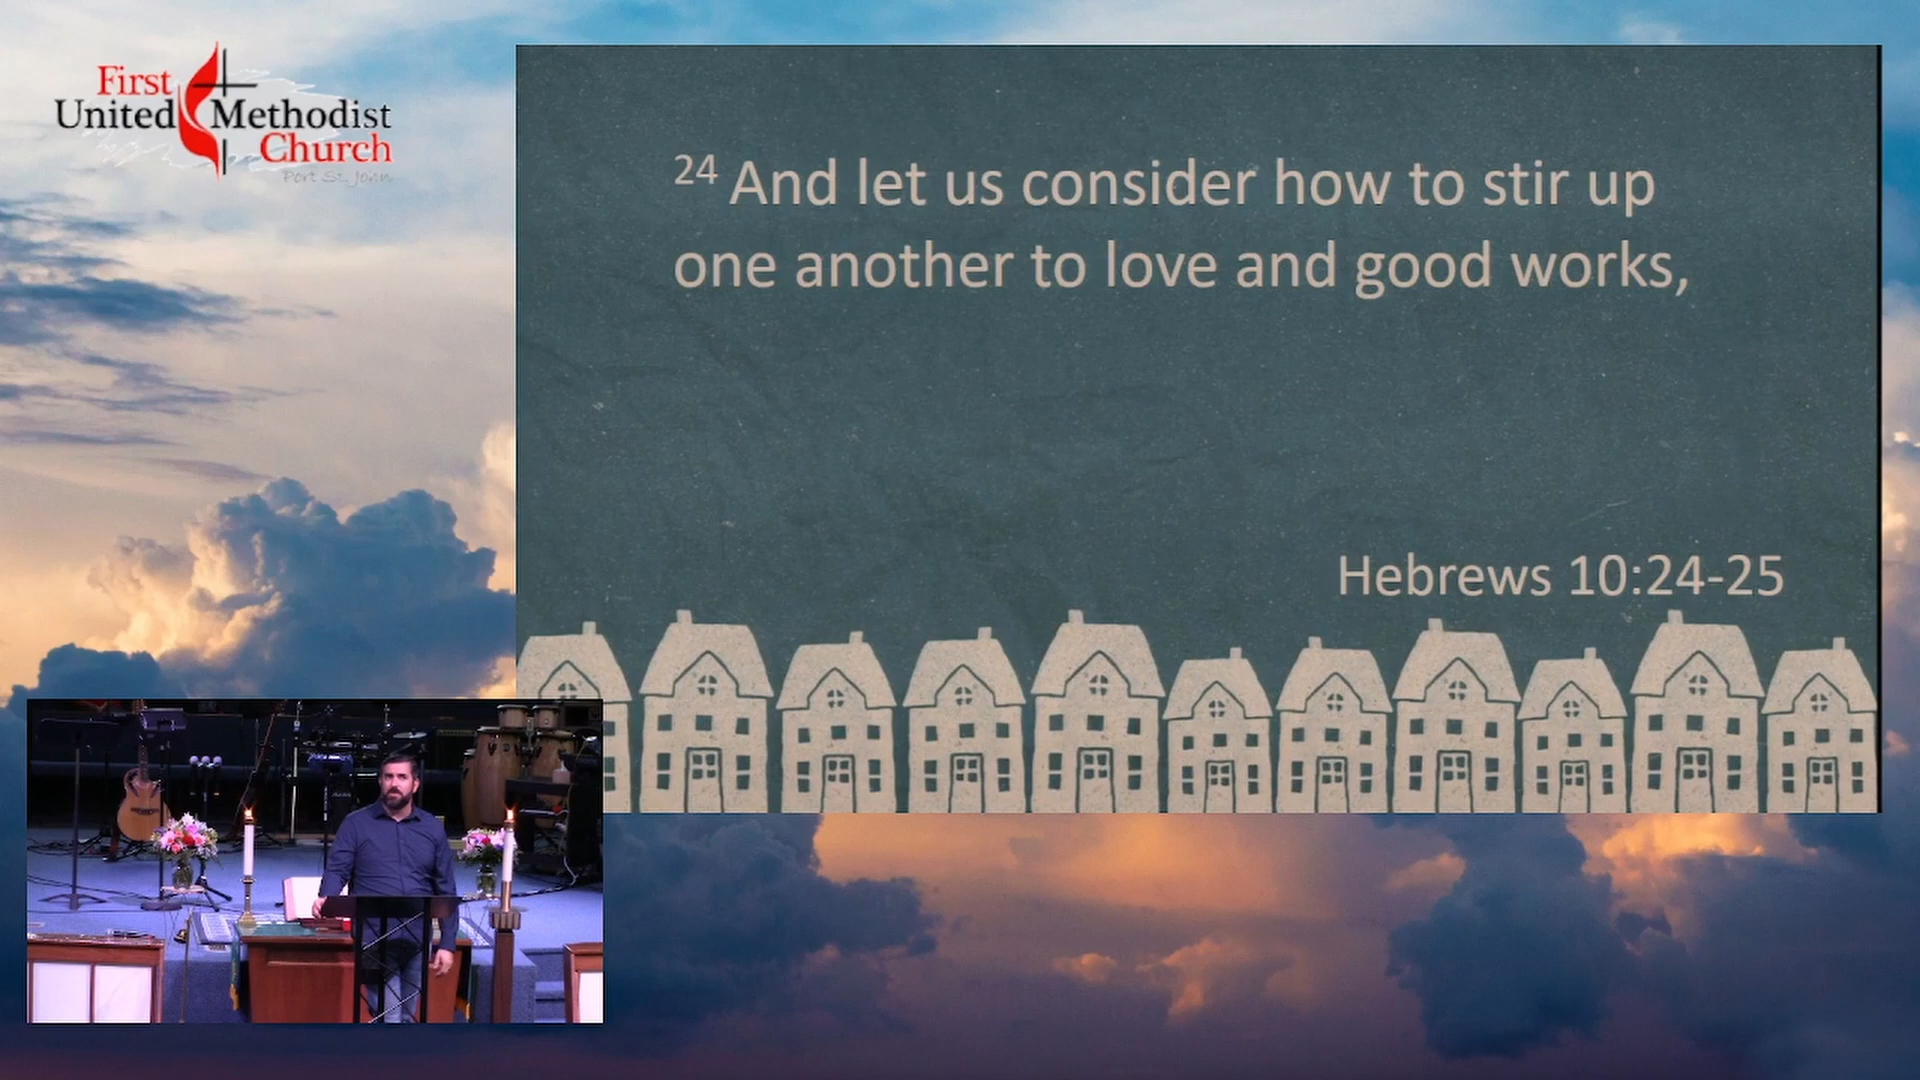 First
United Methodist
Church
Port St. John
24 And let us consider how to stir up
one another to love and good works,
Hebrews 10:24-25